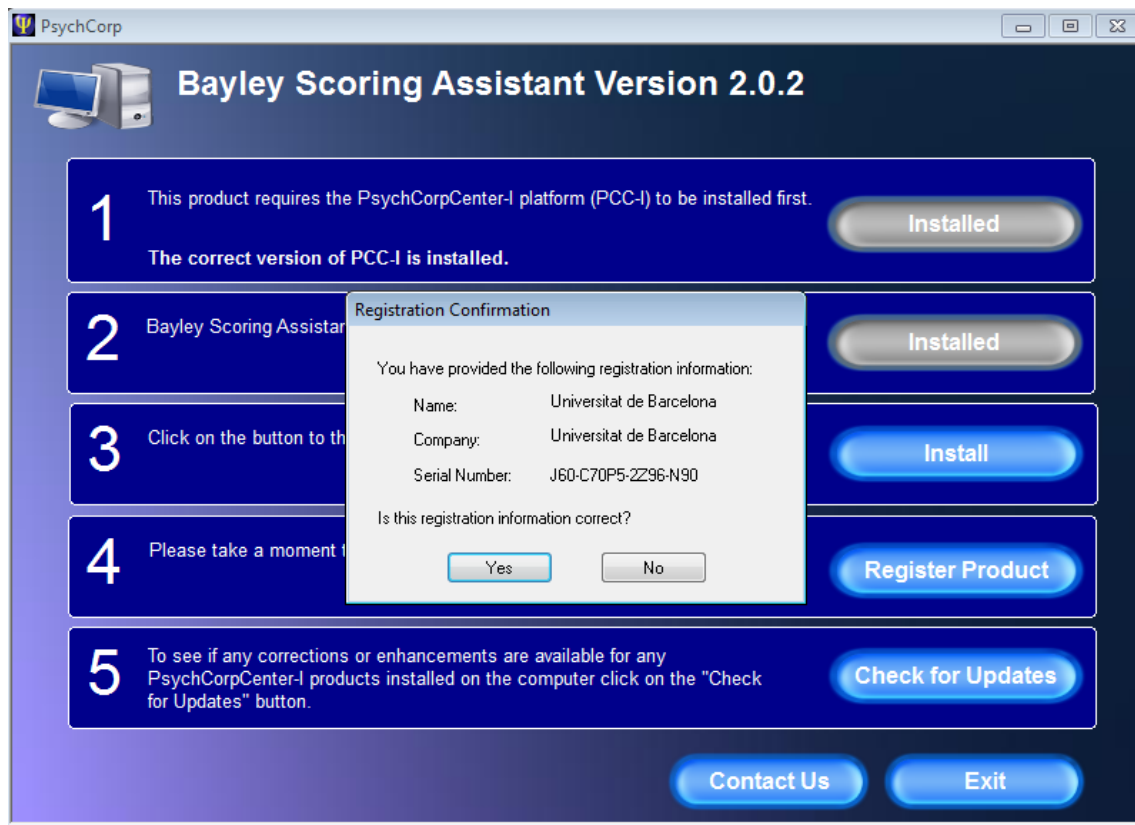 PsychCorp
Bayley Scoring Assistant Version 2.0.2
1
This product requires the PsychCorpCenter-I platform (PCC-I) to be installed first.
The correct version of PCC-I is installed.
Installed
2
Bayley Scoring Assistan
Installed
3
Click on the button to th
Install
4
Please take a moment t
Register Product
5
To see if any corrections or enhancements are available for any
PsychCorpCenter-I products installed on the computer click on the "Check
for Updates" button.
Check for Updates
Registration Confirmation
You have provided the following registration information:
Name: Universitat de Barcelona
Company: Universitat de Barcelona
Serial Number: J60-C70P5-2Z96-N90
Is this registration information correct?
Yes No
Contact Us Exit